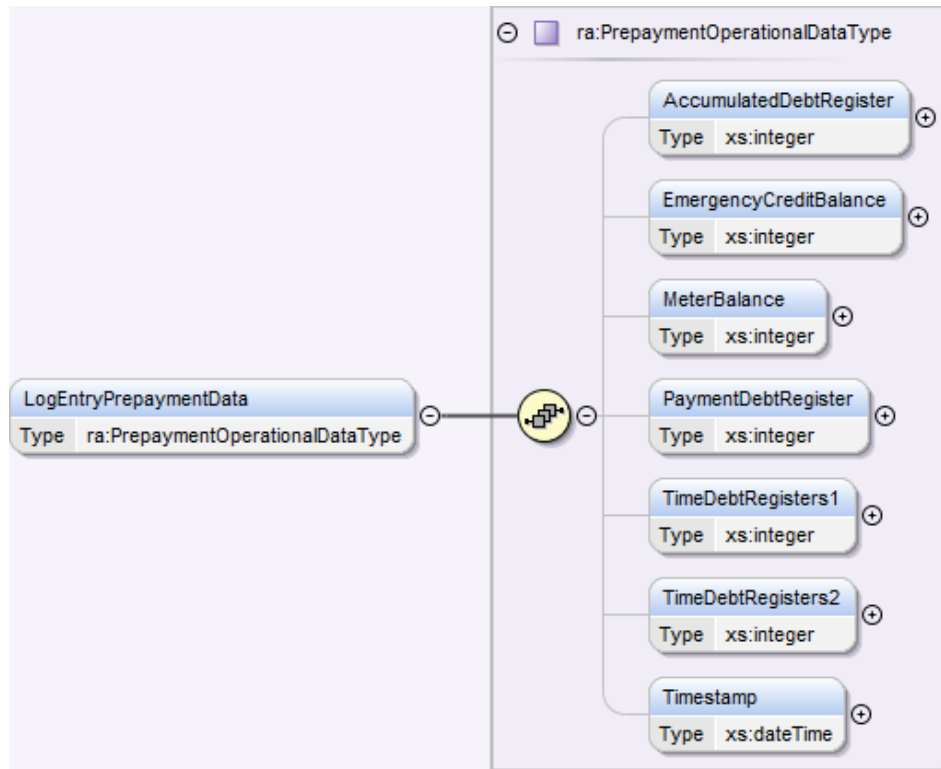 ra:PrepaymentOperationalDataType
AccumulatedDebtRegister
Type xs:integer
EmergencyCreditBalance
Type xs:integer
MeterBalance
Type xs:integer
LogEntryPrepaymentData
Type ra:PrepaymentOperationalDataType
PaymentDebtRegister
Type xs:integer
TimeDebtRegisters1
Type xs:integer
TimeDebtRegisters2
Type xs:integer
Timestamp
Type xs:dateTime